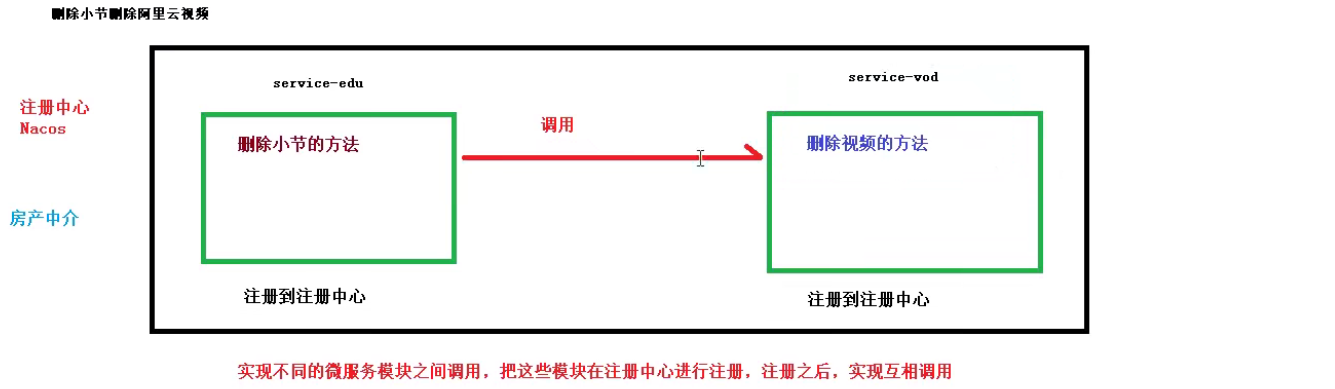 删除小节删除阿里云视频
service-edu
service-vod
注册中心
Nacos
删除小节的方法
调用
删除视频的方法
房产中介
注册到注册中心
注册到注册中心
实现不同的微服务模块之间调用，把这些模块在注册中心进行注册，注册之后，实现互相调用